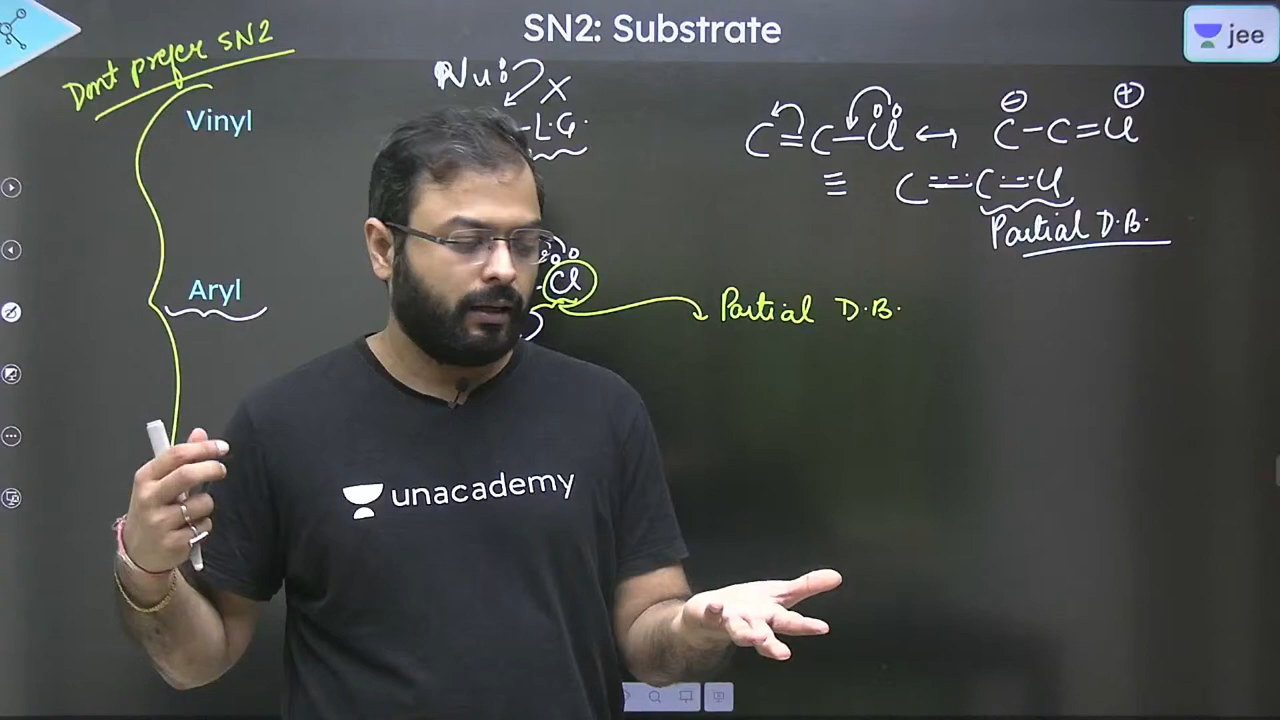 SN2: Substrate
jee
Dont prefer SN2
Nu: X
Vinyl
-L.G.
C=C-Cl ↔ C-C=Cl
⊖ ⊕
≡ C=C=Cl
Partial D.B.
Aryl
Cl
Partial D.B.
unacademy